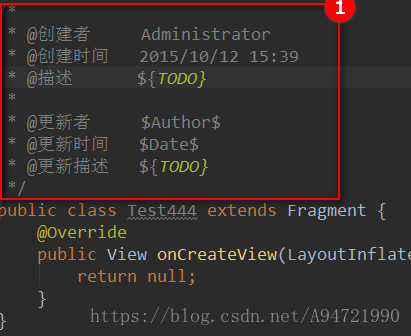 1
*
* @创建者 Administrator
* @创建时间 2015/10/12 15:39
* @描述 ${TODO}
*
* @更新者 $Author$
* @更新时间 $Date$
* @更新描述 ${TODO}
*/
public class Test444 extends Fragment {
@Override
public View onCreateView(LayoutInflate
return null;
}
https://blog.csdn.net/A94721990
}